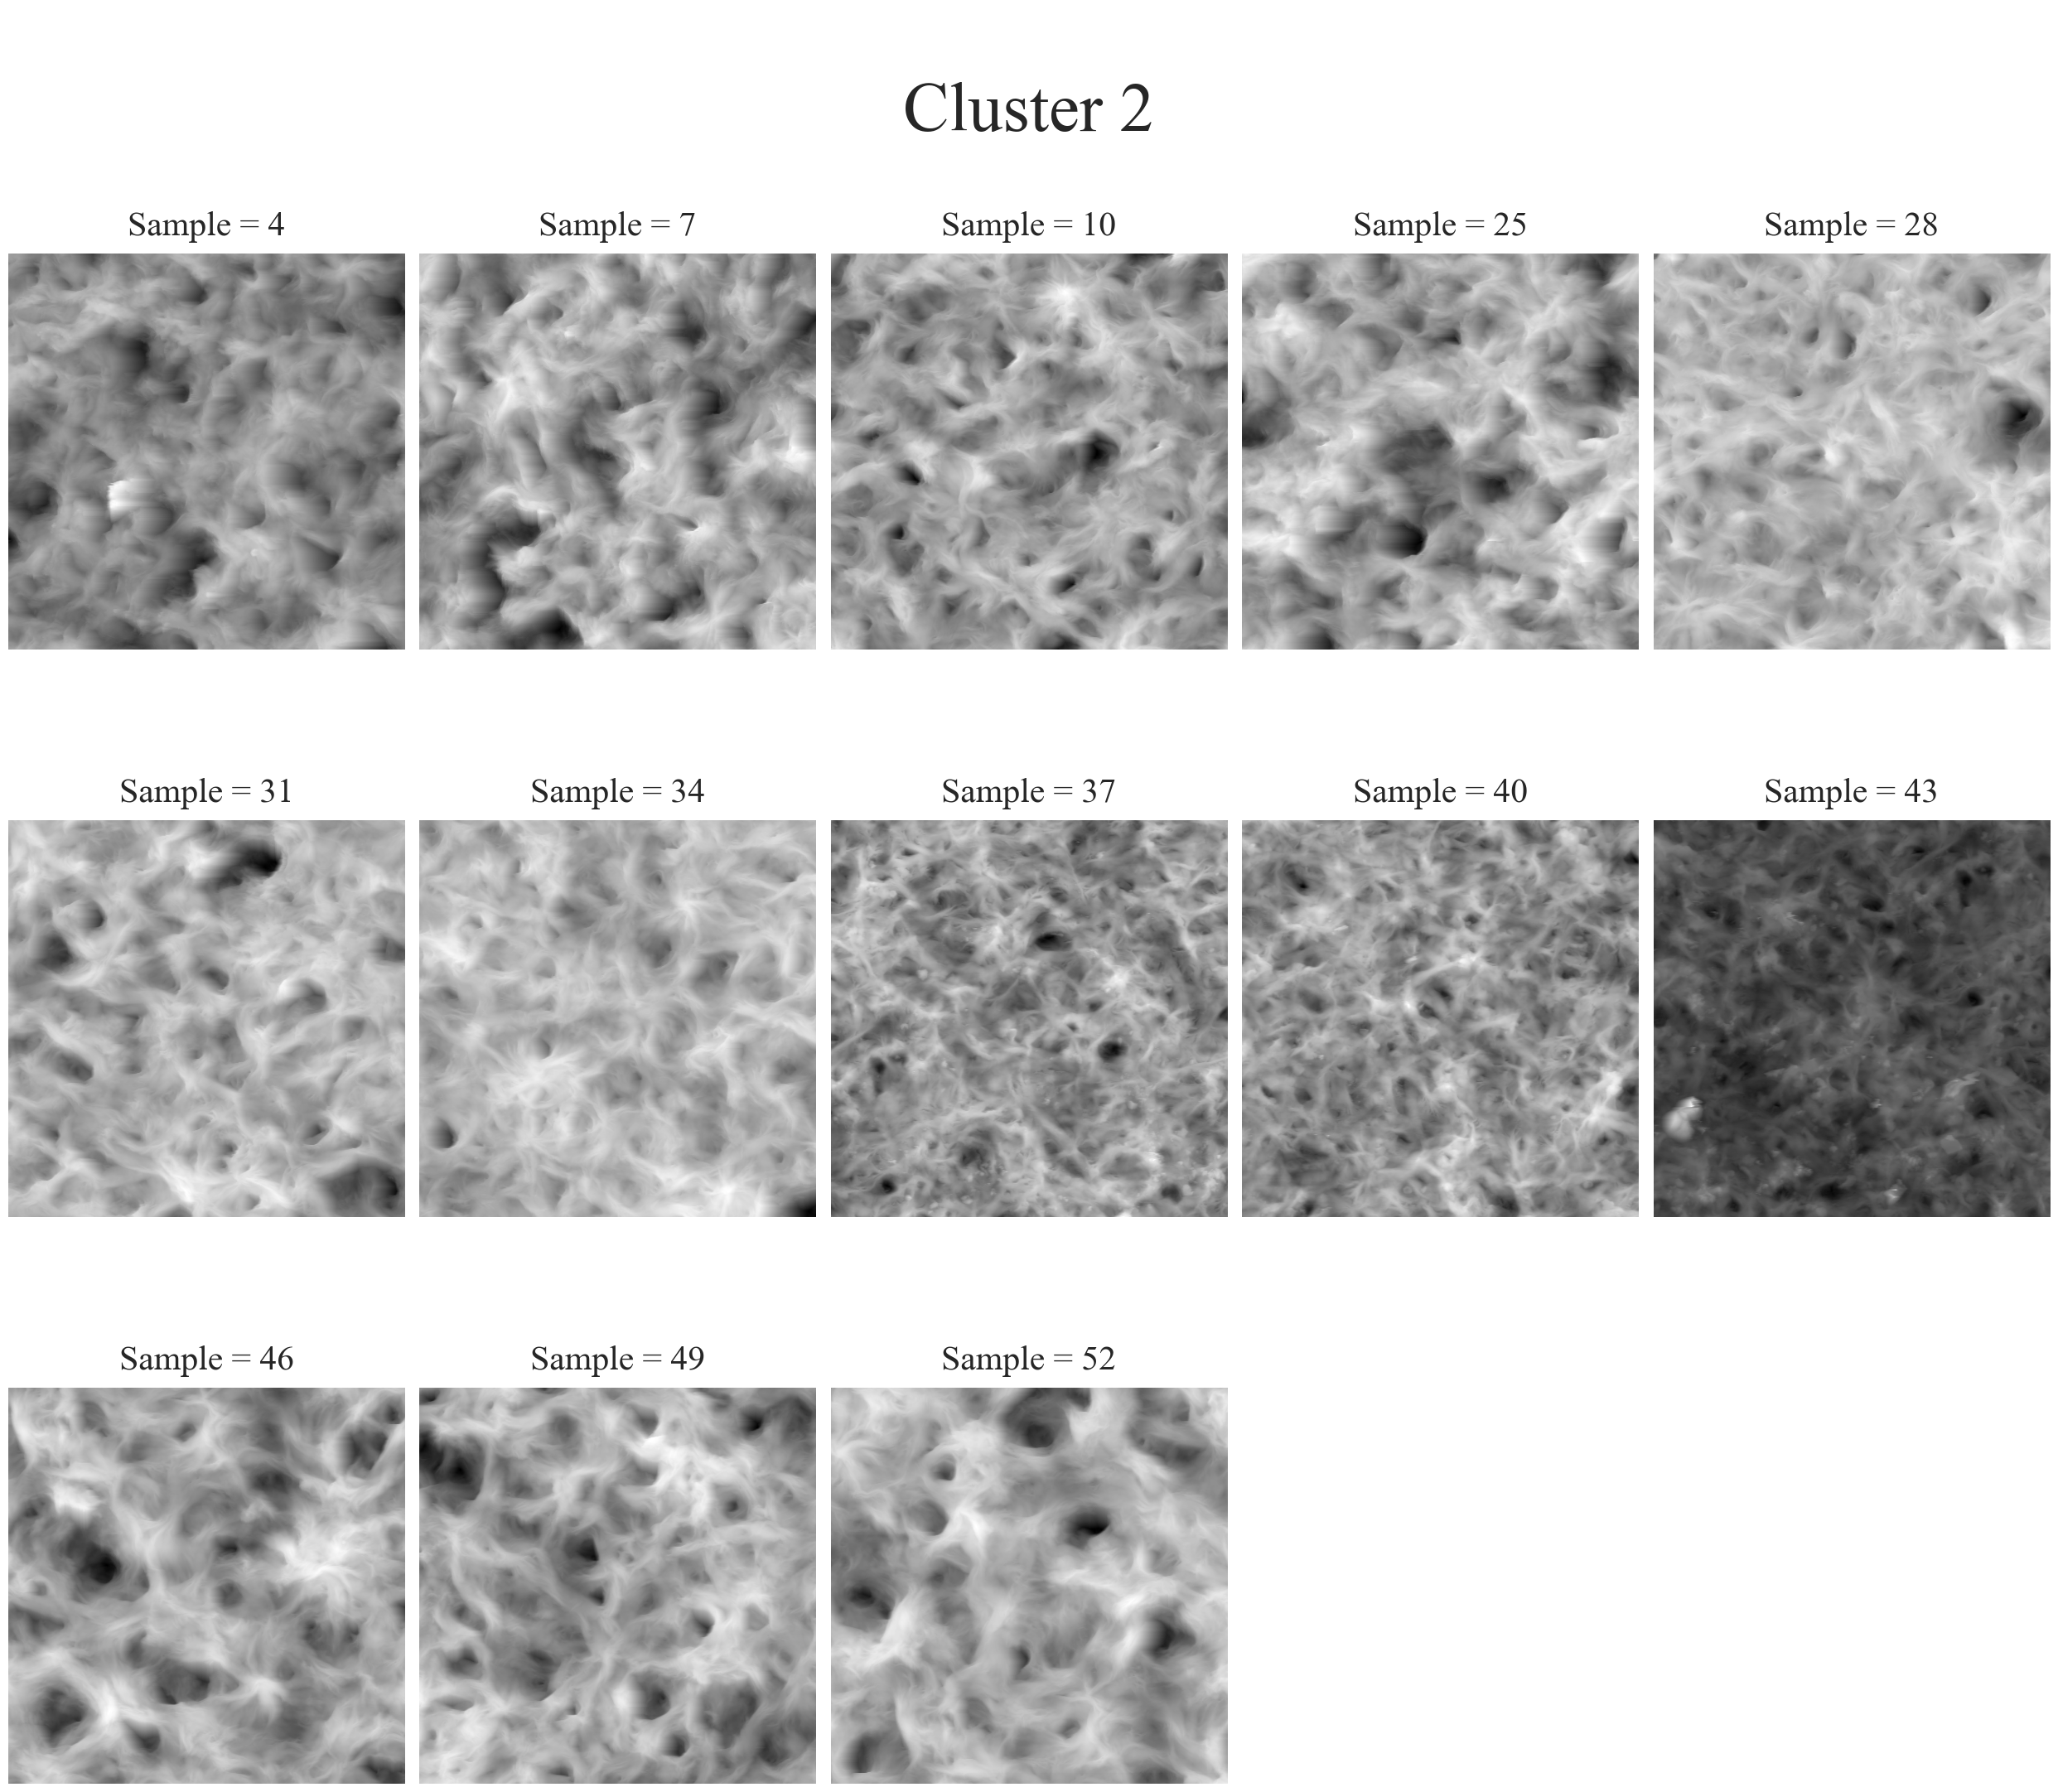 Cluster 2
Sample = 4
Sample = 7
Sample = 10
Sample = 25
Sample = 28
Sample = 31
Sample = 34
Sample = 37
Sample = 40
Sample = 43
Sample = 46
Sample = 49
Sample = 52